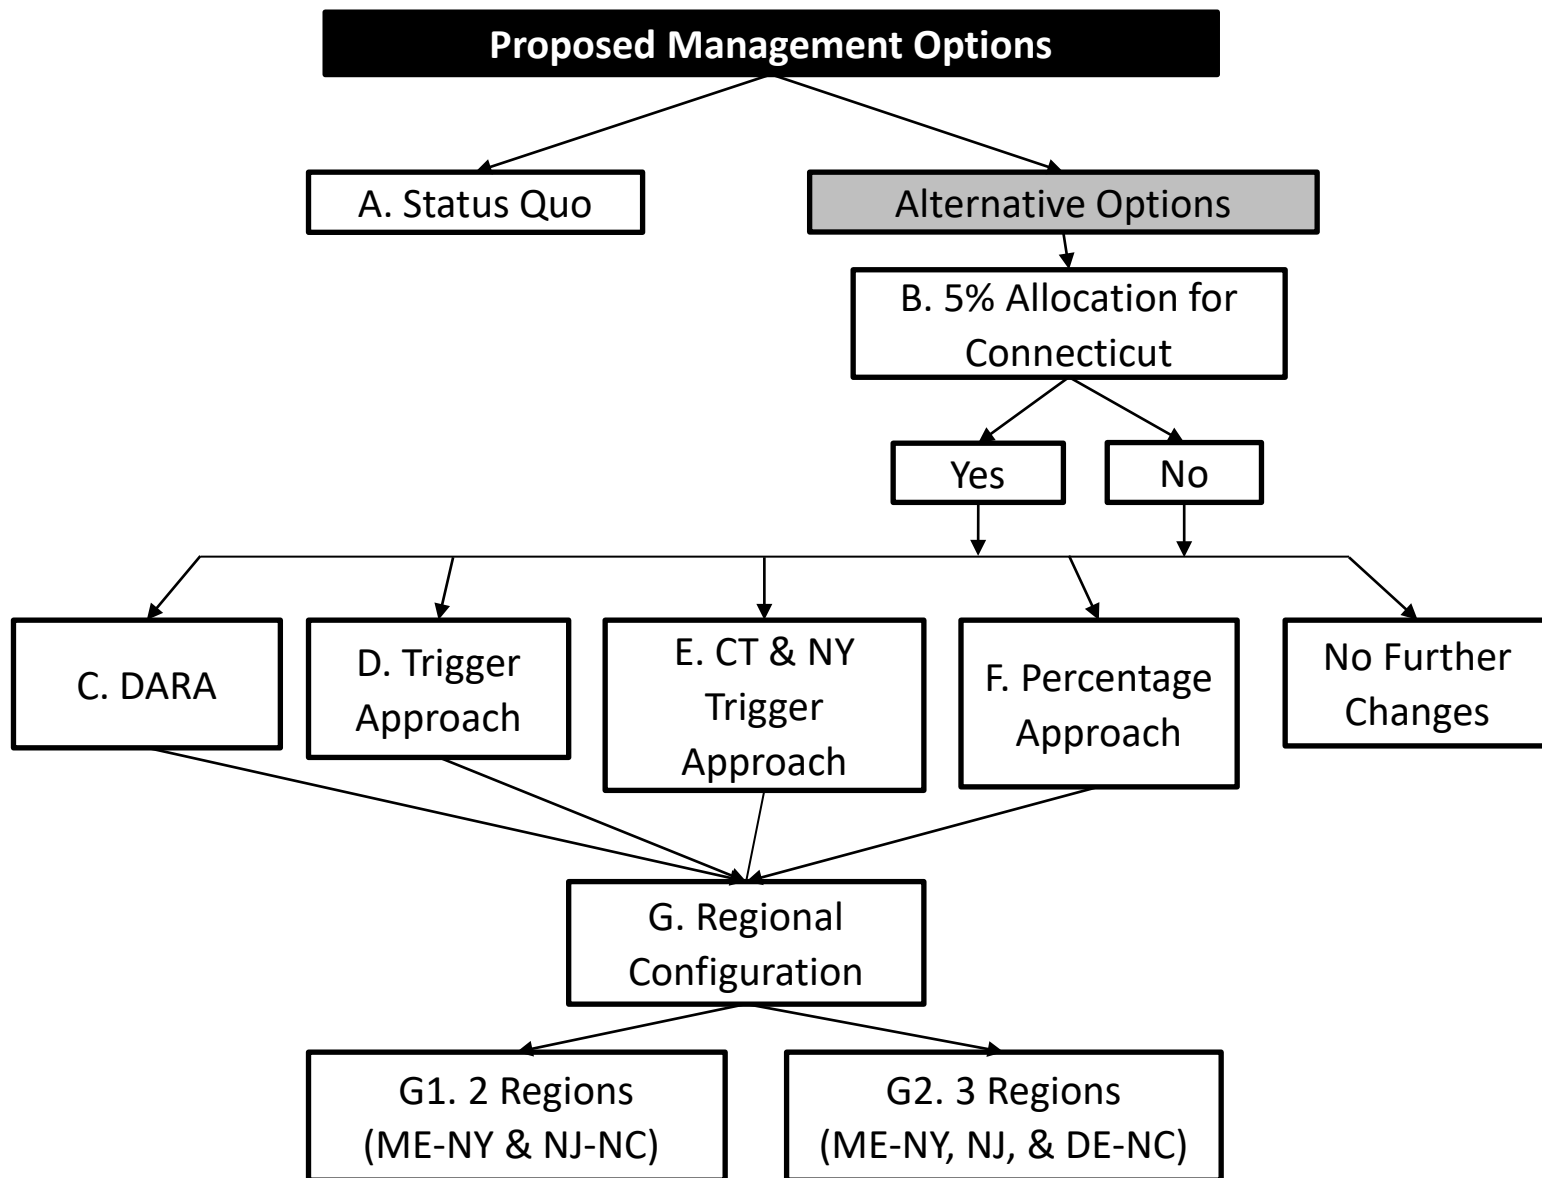 Proposed Management Options
A. Status Quo
Alternative Options
B. 5% Allocation for
Connecticut
Yes
No
C. DARA
D. Trigger
Approach
E. CT & NY
Trigger
Approach
F. Percentage
Approach
No Further
Changes
G. Regional
Configuration
G1. 2 Regions
(ME-NY & NJ-NC)
G2. 3 Regions
(ME-NY, NJ, & DE-NC)